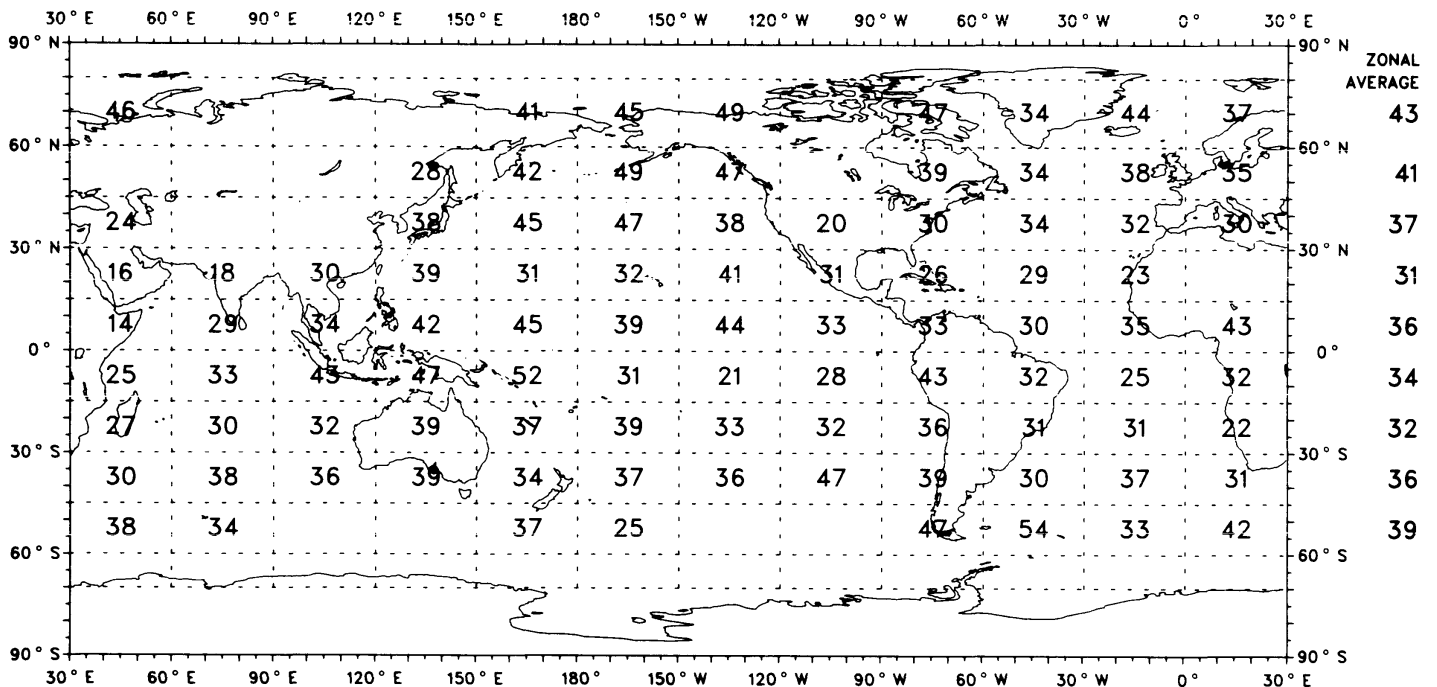 30° E 60° E 90° E 120° E 150° E 180° 150° W 120° W 90° W 60° W 30° W 0° 30° E
90° N 90° N
ZONAL
AVERAGE
46 41 45 49 47 34 44 37 43
60° N 60° N
28 42 49 47 39 34 38 35 41
24 38 45 47 38 20 30 34 32 30 37
30° N 30° N
16 18 30 39 31 32 41 31 26 29 23 31
14 29 34 42 45 39 44 33 33 30 35 43 36
0° 0°
25 33 43 47 52 31 21 28 43 32 25 32 34
27 30 32 39 37 39 33 32 36 31 31 22 32
30° S 30° S
30 38 36 39 34 37 36 47 39 30 37 31 36
38 34 37 25 47 54 33 42 39
60° S 60° S
90° S 90° S
30° E 60° E 90° E 120° E 150° E 180° 150° W 120° W 90° W 60° W 30° W 0° 30° E